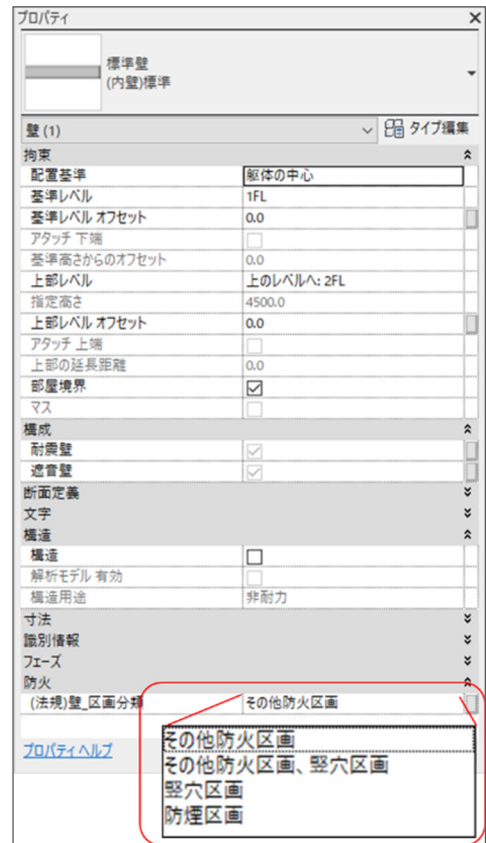 プロパティ
標準壁
(内壁)標準
壁 (1)
タイプ編集
拘束
配置基準 躯体の中心
基準レベル 1FL
基準レベル オフセット 0.0
アタッチ 下端
基準高さからのオフセット 0.0
上部レベル 上のレベルへ: 2FL
指定高さ 4500.0
上部レベル オフセット 0.0
アタッチ 上端
上部の延長距離 0.0
部屋境界
マス
構成
耐震壁
遮音壁
断面定義
文字
構造
構造
解析モデル 有効
構造用途 非耐力
寸法
識別情報
フェーズ
防火
(法規)壁_区画分類 その他防火区画
プロパティ ヘルプ
その他防火区画
その他防火区画、竪穴区画
竪穴区画
防煙区画